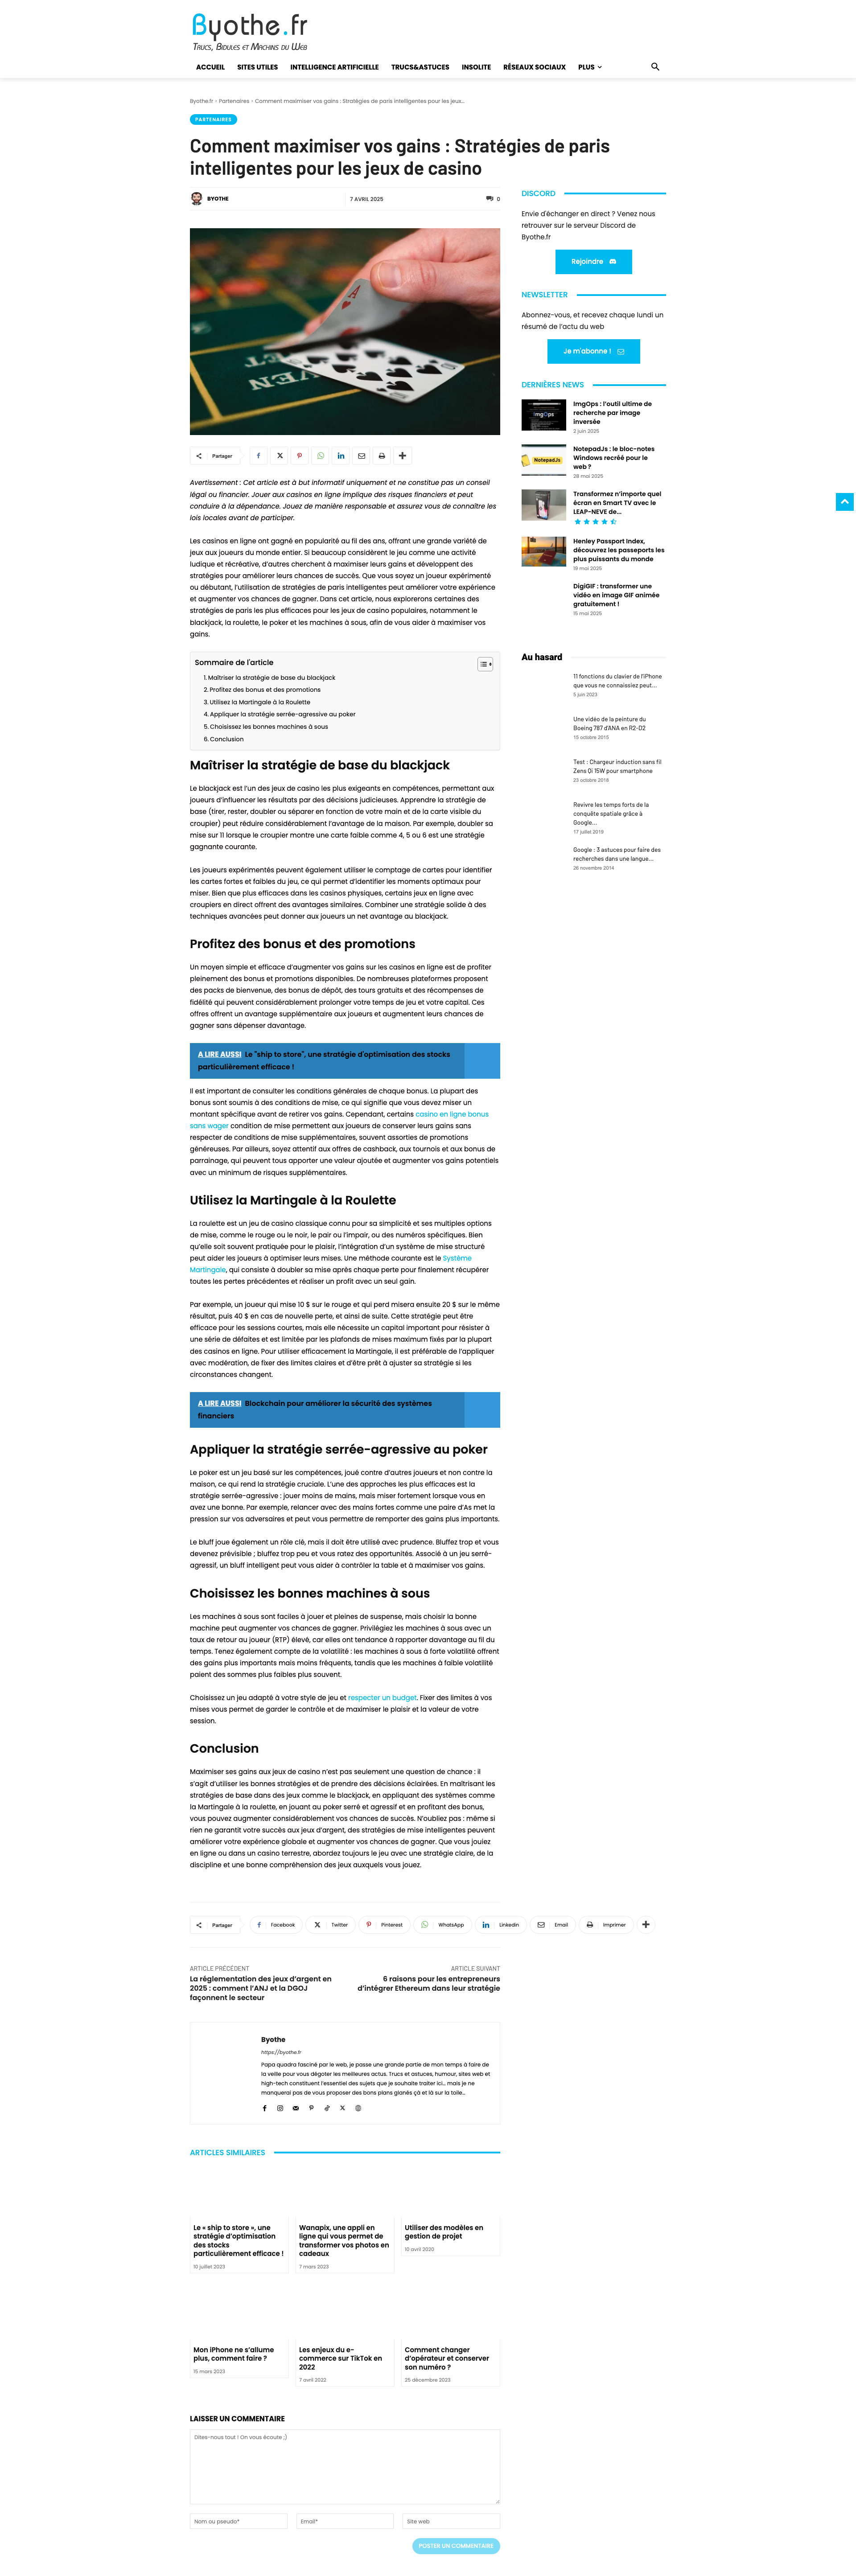 Byothe.fr
Trucs, Bidules et Machins du Web
ACCUEIL
SITES UTILES
INTELLIGENCE ARTIFICIELLE
TRUCS&ASTUCES
INSOLITE
RÉSEAUX SOCIAUX
PLUS
Byothe.fr
Partenaires
Comment maximiser vos gains : Stratégies de paris intelligentes pour les jeux...
PARTENAIRES
Comment maximiser vos gains : Stratégies de paris
intelligentes pour les jeux de casino
BYOTHE
7 AVRIL 2025
0
Partager
Avertissement : Cet article est à but informatif uniquement et ne constitue pas un conseil
légal ou financier. Jouer aux casinos en ligne implique des risques financiers et peut
conduire à la dépendance. Jouez de manière responsable et assurez vous de connaître les
lois locales avant de participer.
Les casinos en ligne ont gagné en popularité au fil des ans, offrant une grande variété de
jeux aux joueurs du monde entier. Si beaucoup considèrent le jeu comme une activité
ludique et récréative, d'autres cherchent à maximiser leurs gains et développent des
stratégies pour améliorer leurs chances de succès. Que vous soyez un joueur expérimenté
ou débutant, l'utilisation de stratégies de paris intelligentes peut améliorer votre expérience
et augmenter vos chances de gagner. Dans cet article, nous explorerons certaines des
stratégies de paris les plus efficaces pour les jeux de casino populaires, notamment le
blackjack, la roulette, le poker et les machines à sous, afin de vous aider à maximiser vos
gains.
Sommaire de l'article
1. Maîtriser la stratégie de base du blackjack
2. Profitez des bonus et des promotions
3. Utilisez la Martingale à la Roulette
4. Appliquer la stratégie serrée-agressive au poker
5. Choisissez les bonnes machines à sous
6. Conclusion
Maîtriser la stratégie de base du blackjack
Le blackjack est l'un des jeux de casino les plus exigeants en compétences, permettant aux
joueurs d'influencer les résultats par des décisions judicieuses. Apprendre la stratégie de
base (tirer, rester, doubler ou séparer en fonction de votre main et de la carte visible du
croupier) peut réduire considérablement l'avantage de la maison. Par exemple, doubler sa
mise sur 11 lorsque le croupier montre une carte faible comme 4, 5 ou 6 est une stratégie
gagnante courante.
Les joueurs expérimentés peuvent également utiliser le comptage de cartes pour identifier
les cartes fortes et faibles du jeu, ce qui permet d'identifier les moments optimaux pour
miser. Bien que plus efficaces dans les casinos physiques, certains jeux en ligne avec
croupiers en direct offrent des avantages similaires. Combiner une stratégie solide à des
techniques avancées peut donner aux joueurs un net avantage au blackjack.
Profitez des bonus et des promotions
Un moyen simple et efficace d'augmenter vos gains sur les casinos en ligne est de profiter
pleinement des bonus et promotions disponibles. De nombreuses plateformes proposent
des packs de bienvenue, des bonus de dépôt, des tours gratuits et des récompenses de
fidélité qui peuvent considérablement prolonger votre temps de jeu et votre capital. Ces
offres offrent un avantage supplémentaire aux joueurs et augmentent leurs chances de
gagner sans dépenser davantage.
A LIRE AUSSI Le "ship to store", une stratégie d'optimisation des stocks
particulièrement efficace !
Il est important de consulter les conditions générales de chaque bonus. La plupart des
bonus sont soumis à des conditions de mise, ce qui signifie que vous devez miser un
montant spécifique avant de retirer vos gains. Cependant, certains casino en ligne bonus
sans wager condition de mise permettent aux joueurs de conserver leurs gains sans
respecter de conditions de mise supplémentaires, souvent assorties de promotions
généreuses. Par ailleurs, soyez attentif aux offres de cashback, aux tournois et aux bonus de
parrainage, qui peuvent tous apporter une valeur ajoutée et augmenter vos gains potentiels
avec un minimum de risques supplémentaires.
Utilisez la Martingale à la Roulette
La roulette est un jeu de casino classique connu pour sa simplicité et ses multiples options
de mise, comme le rouge ou le noir, le pair ou l'impair, ou des numéros spécifiques. Bien
qu'elle soit souvent pratiquée pour le plaisir, l'intégration d'un système de mise structuré
peut aider les joueurs à optimiser leurs mises. Une méthode courante est le Système
Martingale, qui consiste à doubler sa mise après chaque perte pour finalement récupérer
toutes les pertes précédentes et réaliser un profit avec un seul gain.
Par exemple, un joueur qui mise 10 $ sur le rouge et qui perd misera ensuite 20 $ sur le même
résultat, puis 40 $ en cas de nouvelle perte, et ainsi de suite. Cette stratégie peut être
efficace pour les sessions courtes, mais elle nécessite un capital important pour résister à
une série de défaites et est limitée par les plafonds de mises maximum fixés par la plupart
des casinos en ligne. Pour utiliser efficacement la Martingale, il est préférable de l'appliquer
avec modération, de fixer des limites claires et d'être prêt à ajuster sa stratégie si les
circonstances changent.
A LIRE AUSSI Blockchain pour améliorer la sécurité des systèmes
financiers
Appliquer la stratégie serrée-agressive au poker
Le poker est un jeu basé sur les compétences, joué contre d'autres joueurs et non contre la
maison, ce qui rend la stratégie cruciale. L'une des approches les plus efficaces est la
stratégie serrée-agressive : jouer moins de mains, mais miser fortement lorsque vous en
avez une bonne. Par exemple, relancer avec des mains fortes comme une paire d'As met la
pression sur vos adversaires et peut vous permettre de remporter des gains plus importants.
Le bluff joue également un rôle clé, mais il doit être utilisé avec prudence. Bluffez trop et vous
devenez prévisible ; bluffez trop peu et vous ratez des opportunités. Associé à un jeu serré-
agressif, un bluff intelligent peut vous aider à contrôler la table et à maximiser vos gains.
Choisissez les bonnes machines à sous
Les machines à sous sont faciles à jouer et pleines de suspense, mais choisir la bonne
machine peut augmenter vos chances de gagner. Privilégiez les machines à sous avec un
taux de retour au joueur (RTP) élevé, car elles ont tendance à rapporter davantage au fil du
temps. Tenez également compte de la volatilité : les machines à sous à forte volatilité offrent
des gains plus importants mais moins fréquents, tandis que les machines à faible volatilité
paient des sommes plus faibles plus souvent.
Choisissez un jeu adapté à votre style de jeu et respecter un budget. Fixer des limites à vos
mises vous permet de garder le contrôle et de maximiser le plaisir et la valeur de votre
session.
Conclusion
Maximiser ses gains aux jeux de casino n'est pas seulement une question de chance : il
s'agit d'utiliser les bonnes stratégies et de prendre des décisions éclairées. En maîtrisant les
stratégies de base dans des jeux comme le blackjack, en appliquant des systèmes comme
la Martingale à la roulette, en jouant au poker serré et agressif et en profitant des bonus,
vous pouvez augmenter considérablement vos chances de succès. N'oubliez pas : même si
rien ne garantit votre succès aux jeux d'argent, des stratégies de mise intelligentes peuvent
améliorer votre expérience globale et augmenter vos chances de gagner. Que vous jouiez
en ligne ou dans un casino terrestre, abordez toujours le jeu avec une stratégie claire, de la
discipline et une bonne compréhension des jeux auxquels vous jouez.
Partager
Facebook
Twitter
Pinterest
WhatsApp
Linkedin
Email
Imprimer
ARTICLE PRÉCÉDENT
La réglementation des jeux d'argent en
2025 : comment l'ANJ et la DGOJ
façonnent le secteur
ARTICLE SUIVANT
6 raisons pour les entrepreneurs
d'intégrer Ethereum dans leur stratégie
Byothe
https://byothe.fr
Papa quadra fasciné par le web, je passe une grande partie de mon temps à faire de
la veille pour vous dégoter les meilleures actus. Trucs et astuces, humour, sites web et
high-tech constituent l'essentiel des sujets que je souhaite traiter ici... mais je ne
manquerai pas de vous proposer des bons plans glanés çà et là sur la toile...
ARTICLES SIMILAIRES
Le « ship to store », une
stratégie d'optimisation
des stocks
particulièrement efficace !
10 juillet 2023
Wanapix, une appli en
ligne qui vous permet de
transformer vos photos en
cadeaux
7 mars 2023
Utiliser des modèles en
gestion de projet
10 avril 2020
Mon iPhone ne s'allume
plus, comment faire ?
15 mars 2023
Les enjeux du e-
commerce sur TikTok en
2022
7 avril 2022
Comment changer
d'opérateur et conserver
son numéro ?
25 décembre 2023
LAISSER UN COMMENTAIRE
Dites-nous tout ! On vous écoute ;)
Nom ou pseudo*
Email*
Site web
POSTER UN COMMENTAIRE
DISCORD
Envie d'échanger en direct ? Venez nous
retrouver sur le serveur Discord de
Byothe.fr
Rejoindre
NEWSLETTER
Abonnez-vous, et recevez chaque lundi un
résumé de l'actu du web
Je m'abonne !
DERNIÈRES NEWS
ImgOps
ImgOps : l'outil ultime de
recherche par image
inversée
2 juin 2025
NotepadJs
NotepadJs : le bloc-notes
Windows recréé pour le
web ?
28 mai 2025
Transformez n'importe quel
écran en Smart TV avec le
LEAP-NEVE de...
Henley Passport Index,
découvrez les passeports les
plus puissants du monde
19 mai 2025
DigiGIF : transformer une
vidéo en image GIF animée
gratuitement !
15 mai 2025
Au hasard
11 fonctions du clavier de l'iPhone
que vous ne connaissiez peut...
5 juin 2023
Une vidéo de la peinture du
Boeing 787 d'ANA en R2-D2
15 octobre 2015
Test : Chargeur induction sans fil
Zens Qi 15W pour smartphone
23 octobre 2018
Revivre les temps forts de la
conquête spatiale grâce à
Google...
17 juillet 2019
Google : 3 astuces pour faire des
recherches dans une langue...
26 novembre 2014